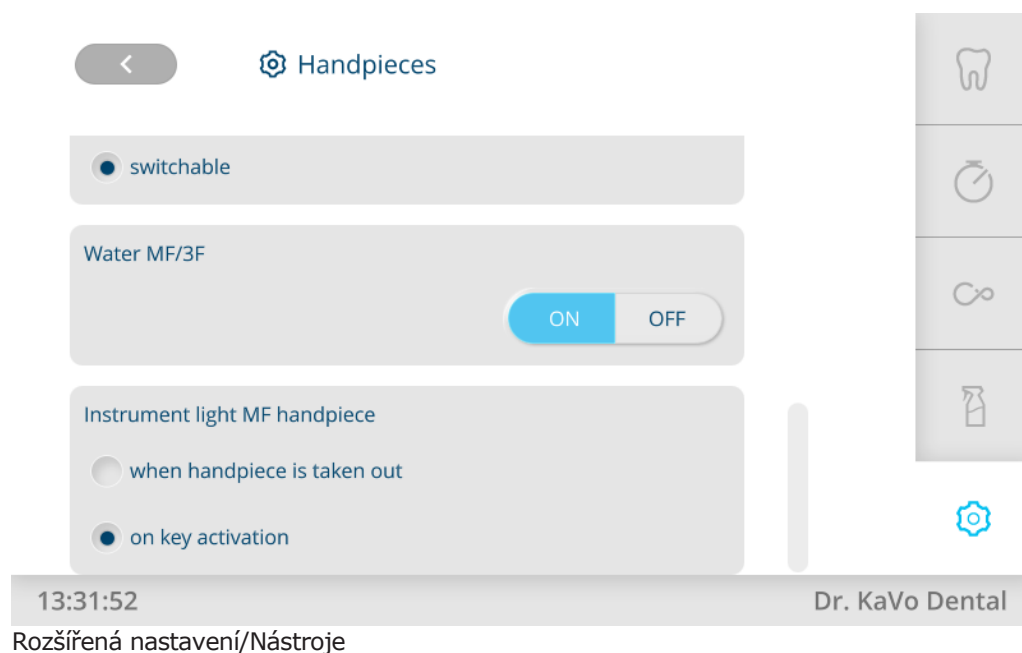 Handpieces
switchable
Water MF/3F
ON OFF
Instrument light MF handpiece
when handpiece is taken out
on key activation
13:31:52 Dr. KaVo Dental
Rozšířená nastavení/Nástroje